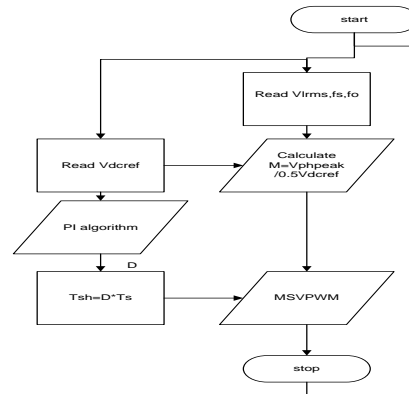 start
Read Vlrms,fs,fo
Read Vdcref
Calculate
M=Vphpeak
/0.5Vdcref
PI algorithm
D
Tsh=D*Ts
MSVPWM
stop